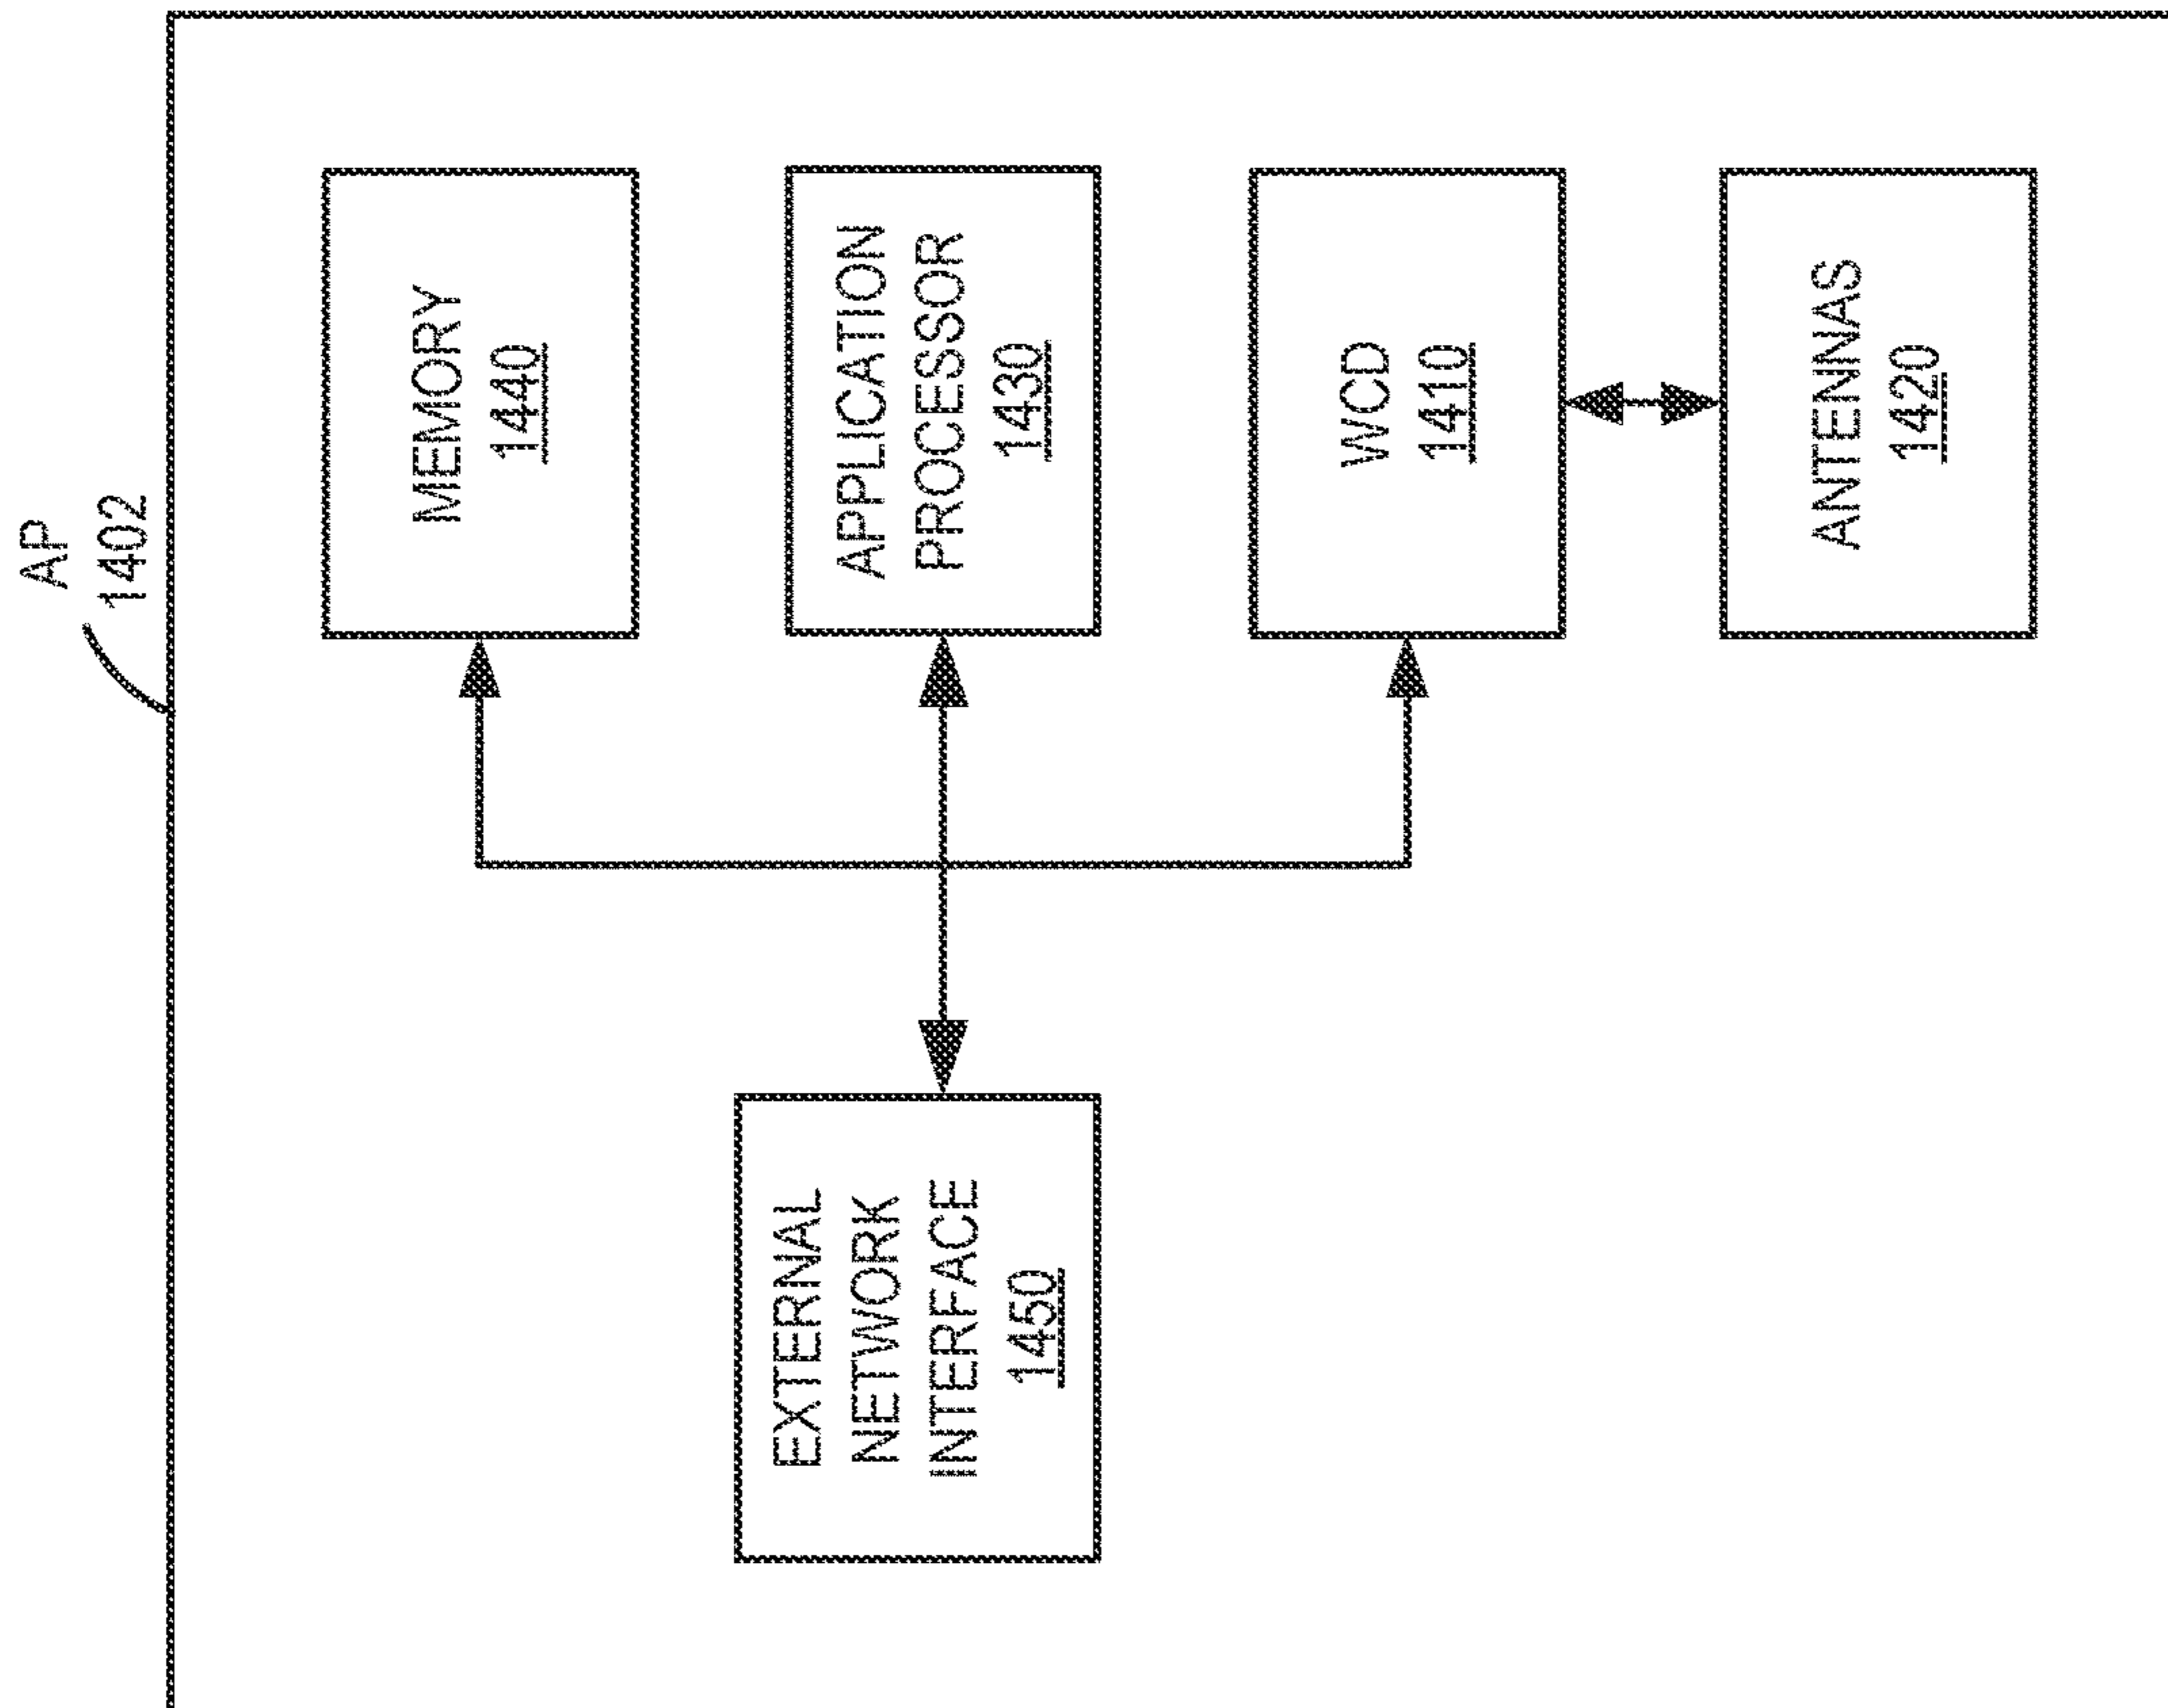 AP
1402
MEMORY
1440
APPLICATION
PROCESSOR
1430
WCD
1410
ANTENNAS
1420
EXTERNAL
NETWORK
INTERFACE
1450